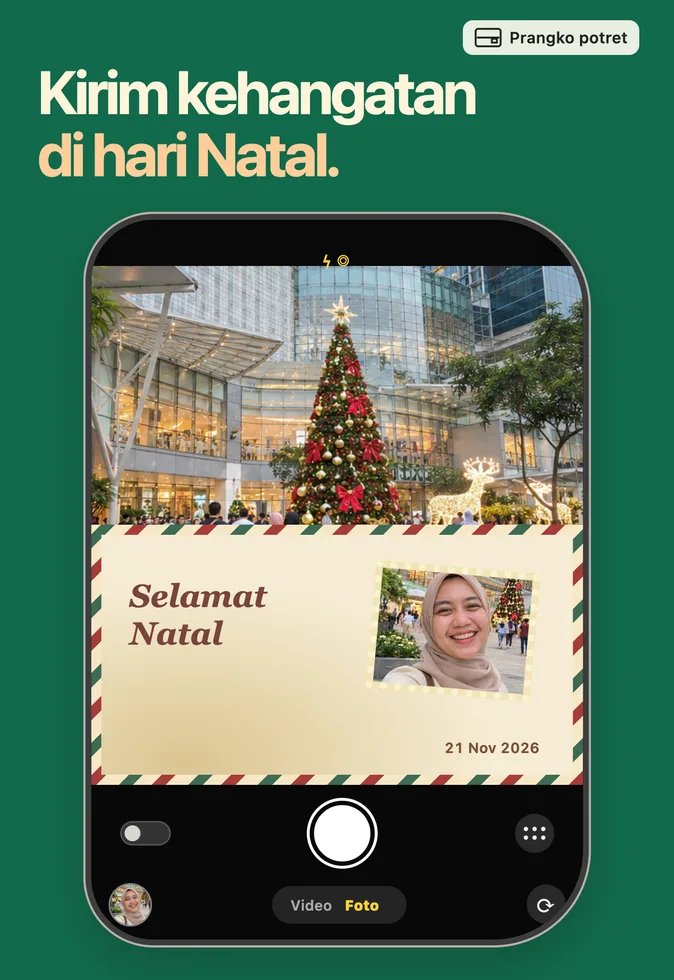 Prangko potret
Kirim kehangatan
di hari Natal.
Selamat
Natal
21 Nov 2026
Video Foto